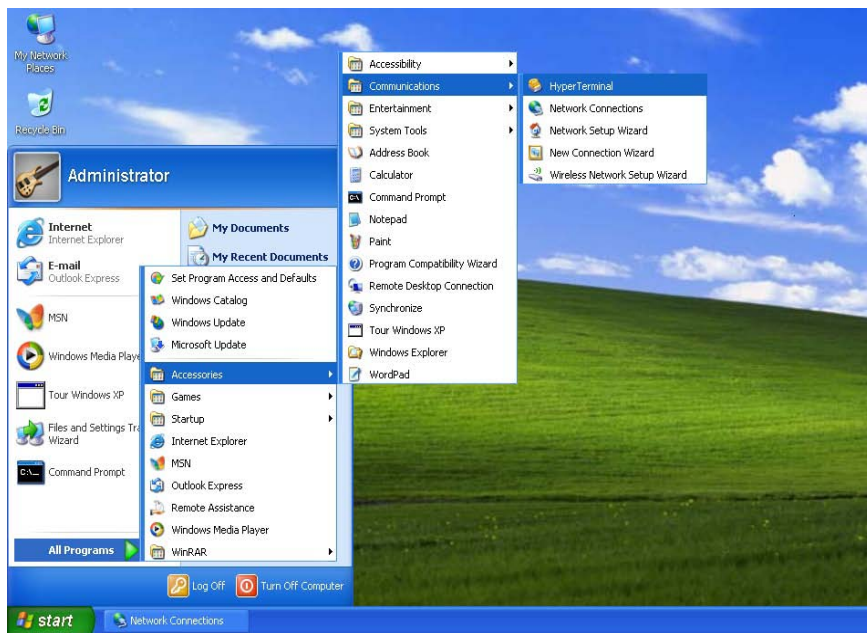 My Network
Places
Recycle Bin
Administrator
Internet
Internet Explorer
E-mail
Outlook Express
MSN
Windows Media Playe
Tour Windows XP
Files and Settings Tra
Wizard
Command Prompt
All Programs
My Documents
My Recent Documents
Set Program Access and Defaults
Windows Catalog
Windows Update
Microsoft Update
Accessories
Games
Startup
Internet Explorer
MSN
Outlook Express
Remote Assistance
Windows Media Player
WinRAR
Accessibility
Communications
Entertainment
System Tools
Address Book
Calculator
Command Prompt
Notepad
Paint
Program Compatibility Wizard
Remote Desktop Connection
Synchronize
Tour Windows XP
Windows Explorer
WordPad
HyperTerminal
Network Connections
Network Setup Wizard
New Connection Wizard
Wireless Network Setup Wizard
Log Off
Turn Off Computer
start
Network Connections